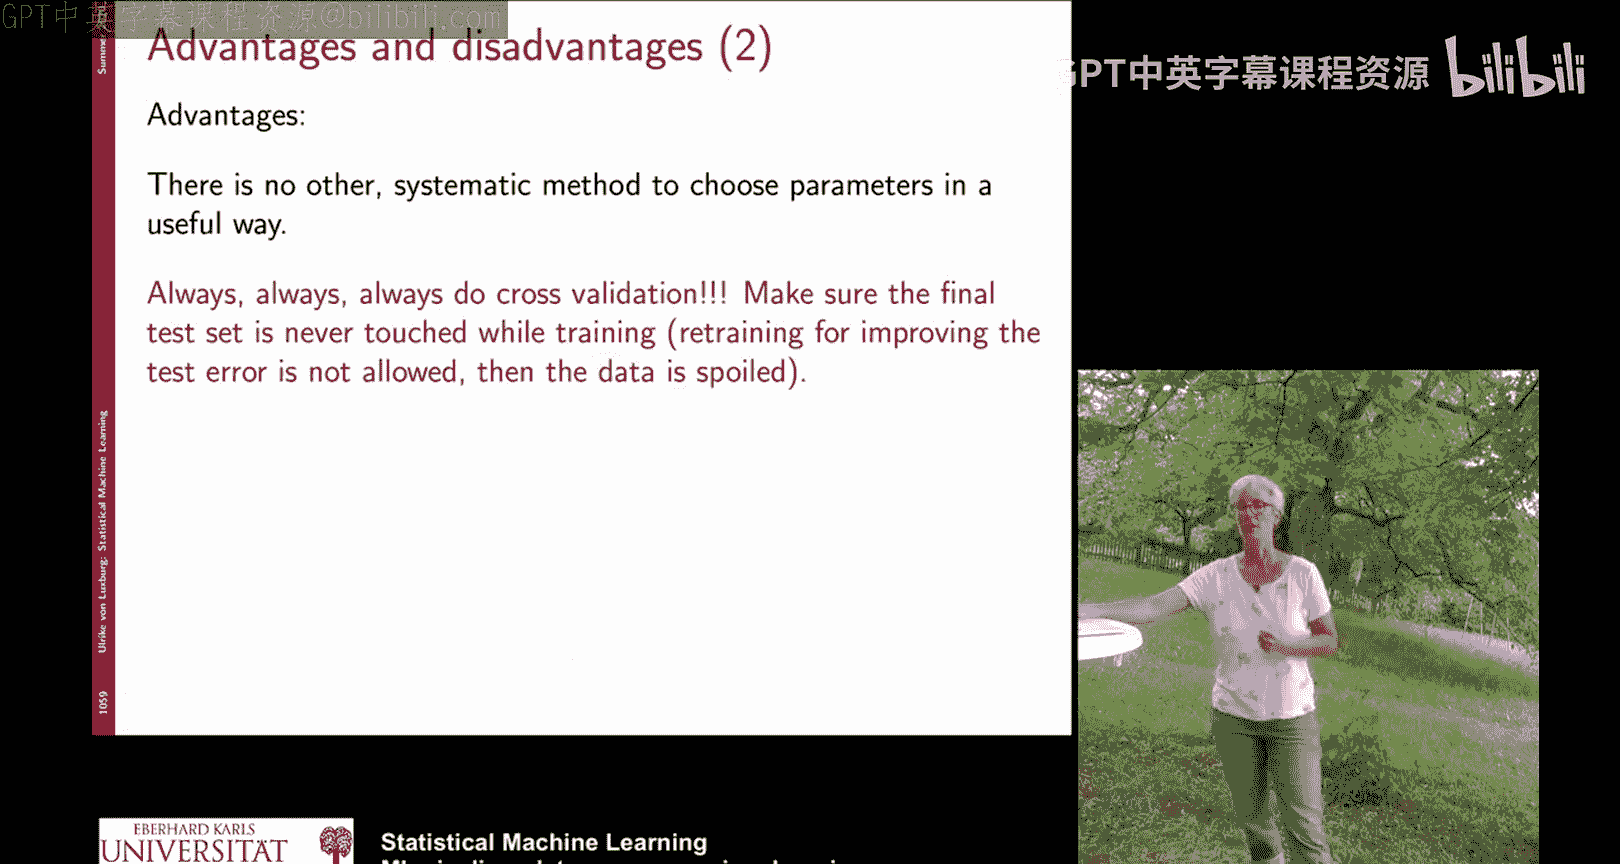 GPT中英字幕课程资源@bilibili.com
Advantages and disadvantages (2)
GPT中英字幕课程资源
bilibili
Advantages:
There is no other, systematic method to choose parameters in a
useful way.
Always, always, always do cross validation!!! Make sure the final
test set is never touched while training (retraining for improving the
test error is not allowed, then the data is spoiled).
Ulrike von Luxburg: Statistical Machine Learning
1059
EBERHARD KARLS
UNIVERSITÄT
Statistical Machine Learning